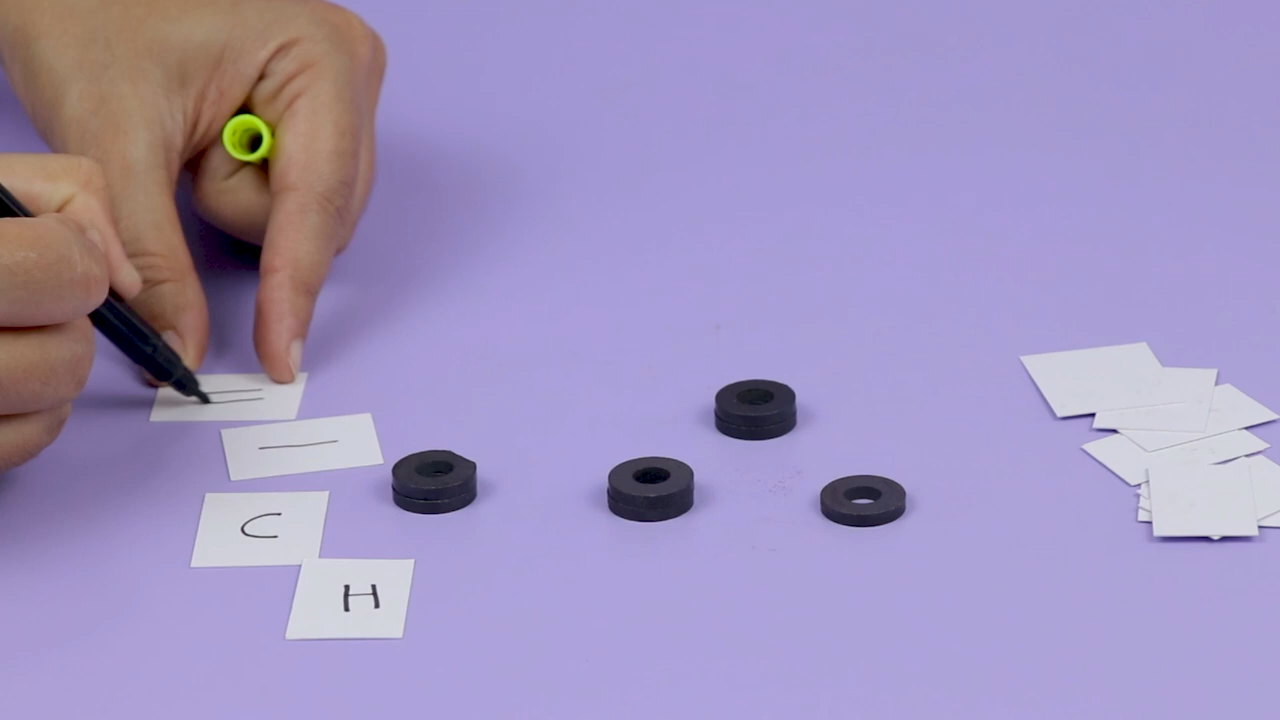 =
—
C
H